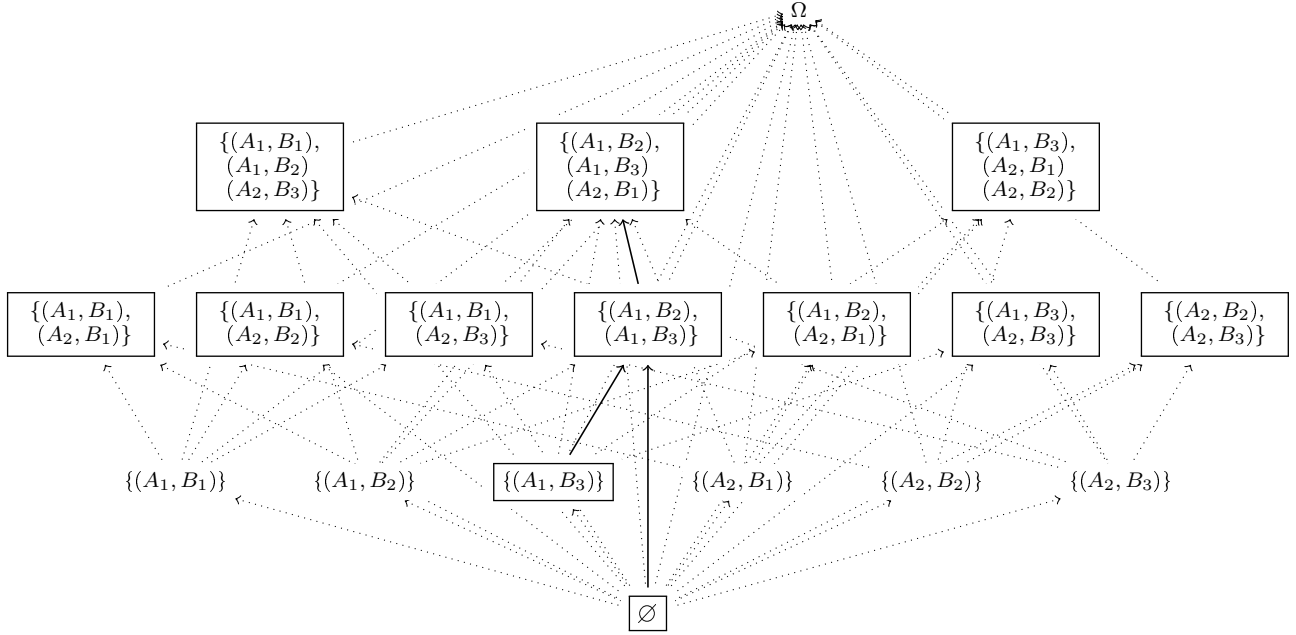 Ω
{(A₁, B₁),
(A₁, B₂)
(A₂, B₃)}
{(A₁, B₂),
(A₁, B₃)
(A₂, B₁)}
{(A₁, B₃),
(A₂, B₁)
(A₂, B₂)}
{(A₁, B₁),
(A₂, B₁)}
{(A₁, B₁),
(A₂, B₂)}
{(A₁, B₁),
(A₂, B₃)}
{(A₁, B₂),
(A₁, B₃)}
{(A₁, B₂),
(A₂, B₁)}
{(A₁, B₃),
(A₂, B₃)}
{(A₂, B₂),
(A₂, B₃)}
{(A₁, B₁)}
{(A₁, B₂)}
{(A₁, B₃)}
{(A₂, B₁)}
{(A₂, B₂)}
{(A₂, B₃)}
∅